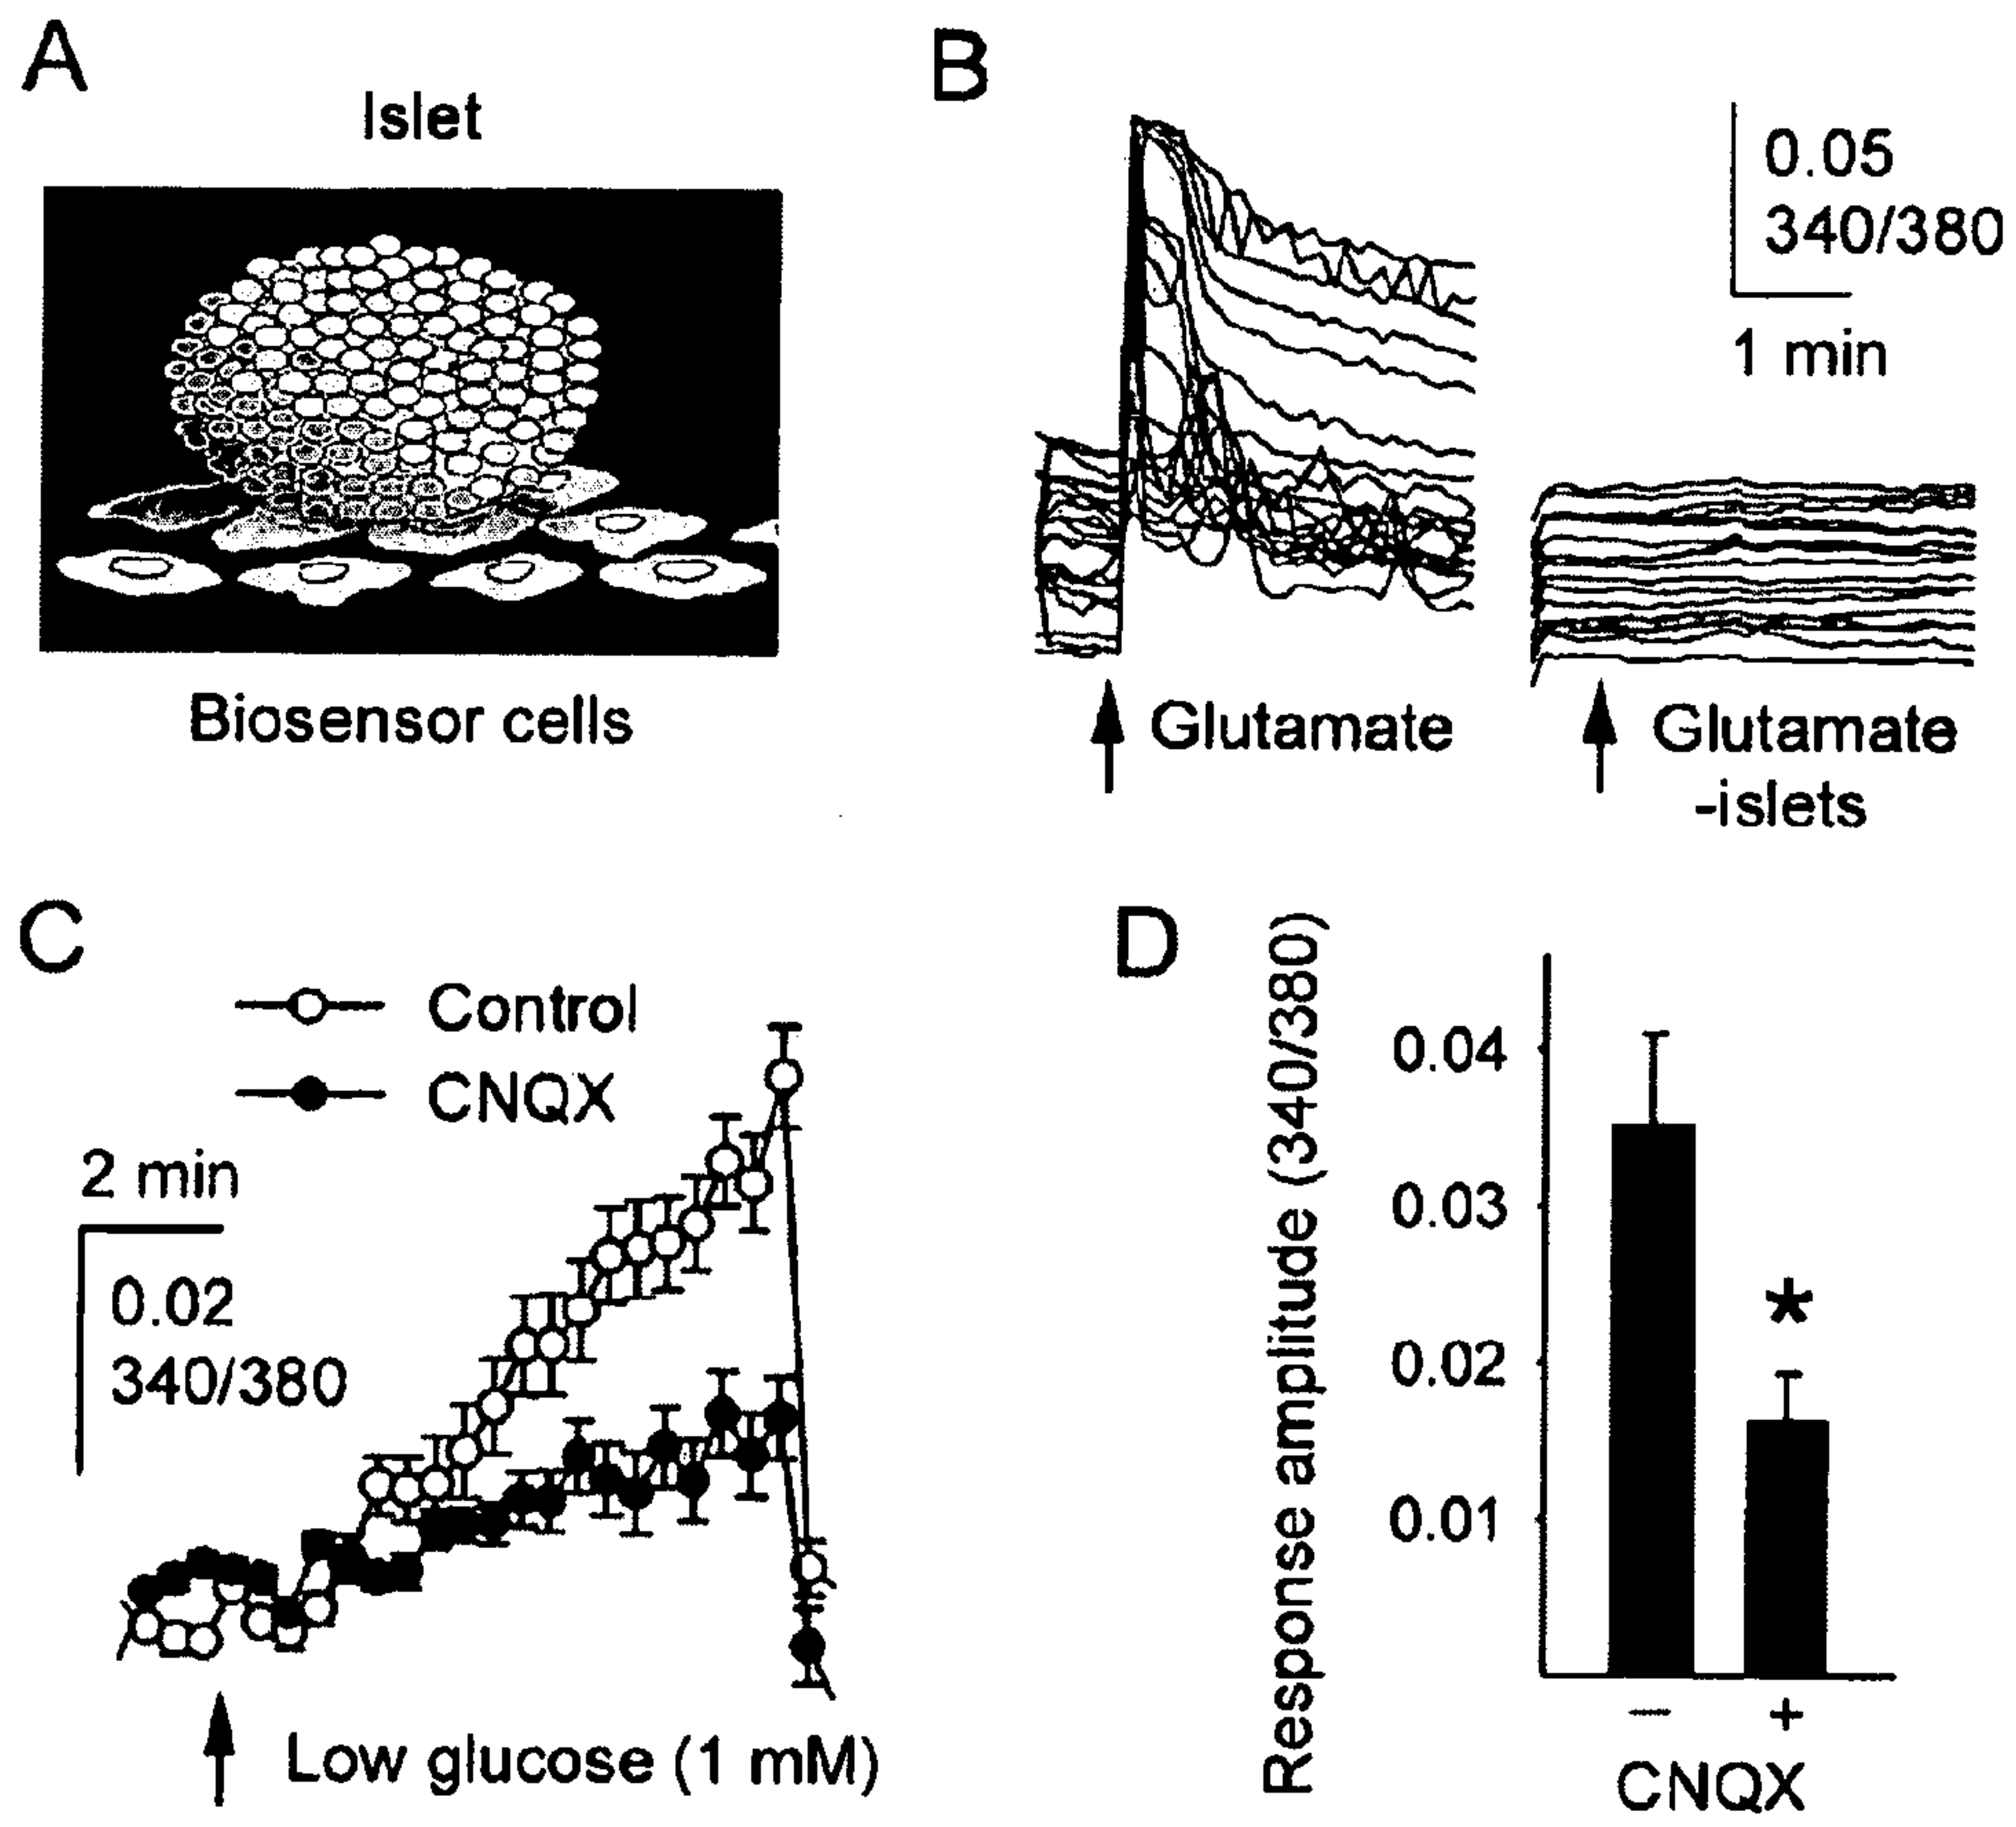 A
Islet
Biosensor cells
B
0.05
340/380
1 min
Glutamate
Glutamate
-islets
C
Control
CNQX
2 min
0.02
340/380
Low glucose (1 mM)
D
Response amplitude (340/380)
0.04
0.03
0.02
0.01
*
− +
CNQX